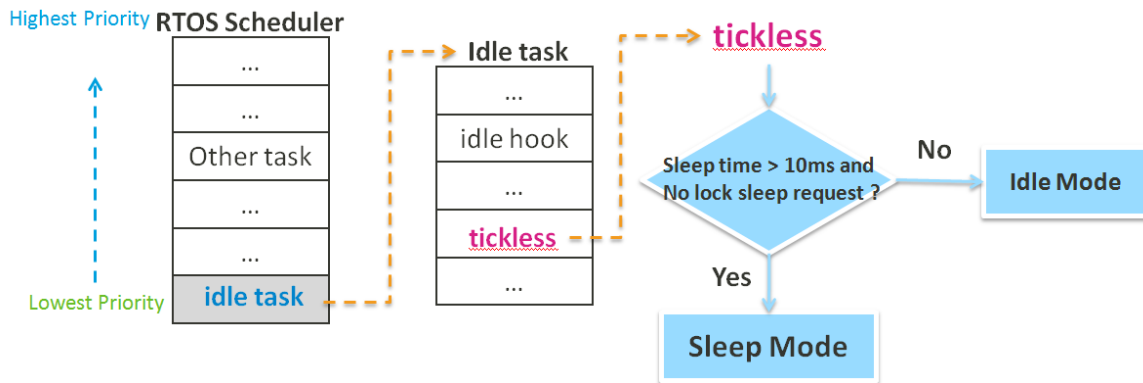 Highest Priority
RTOS Scheduler
...
...
Other task
...
...
idle task
Lowest Priority
Idle task
...
idle hook
...
tickless
...
tickless
Sleep time > 10ms and
No lock sleep request ?
No
Idle Mode
Yes
Sleep Mode